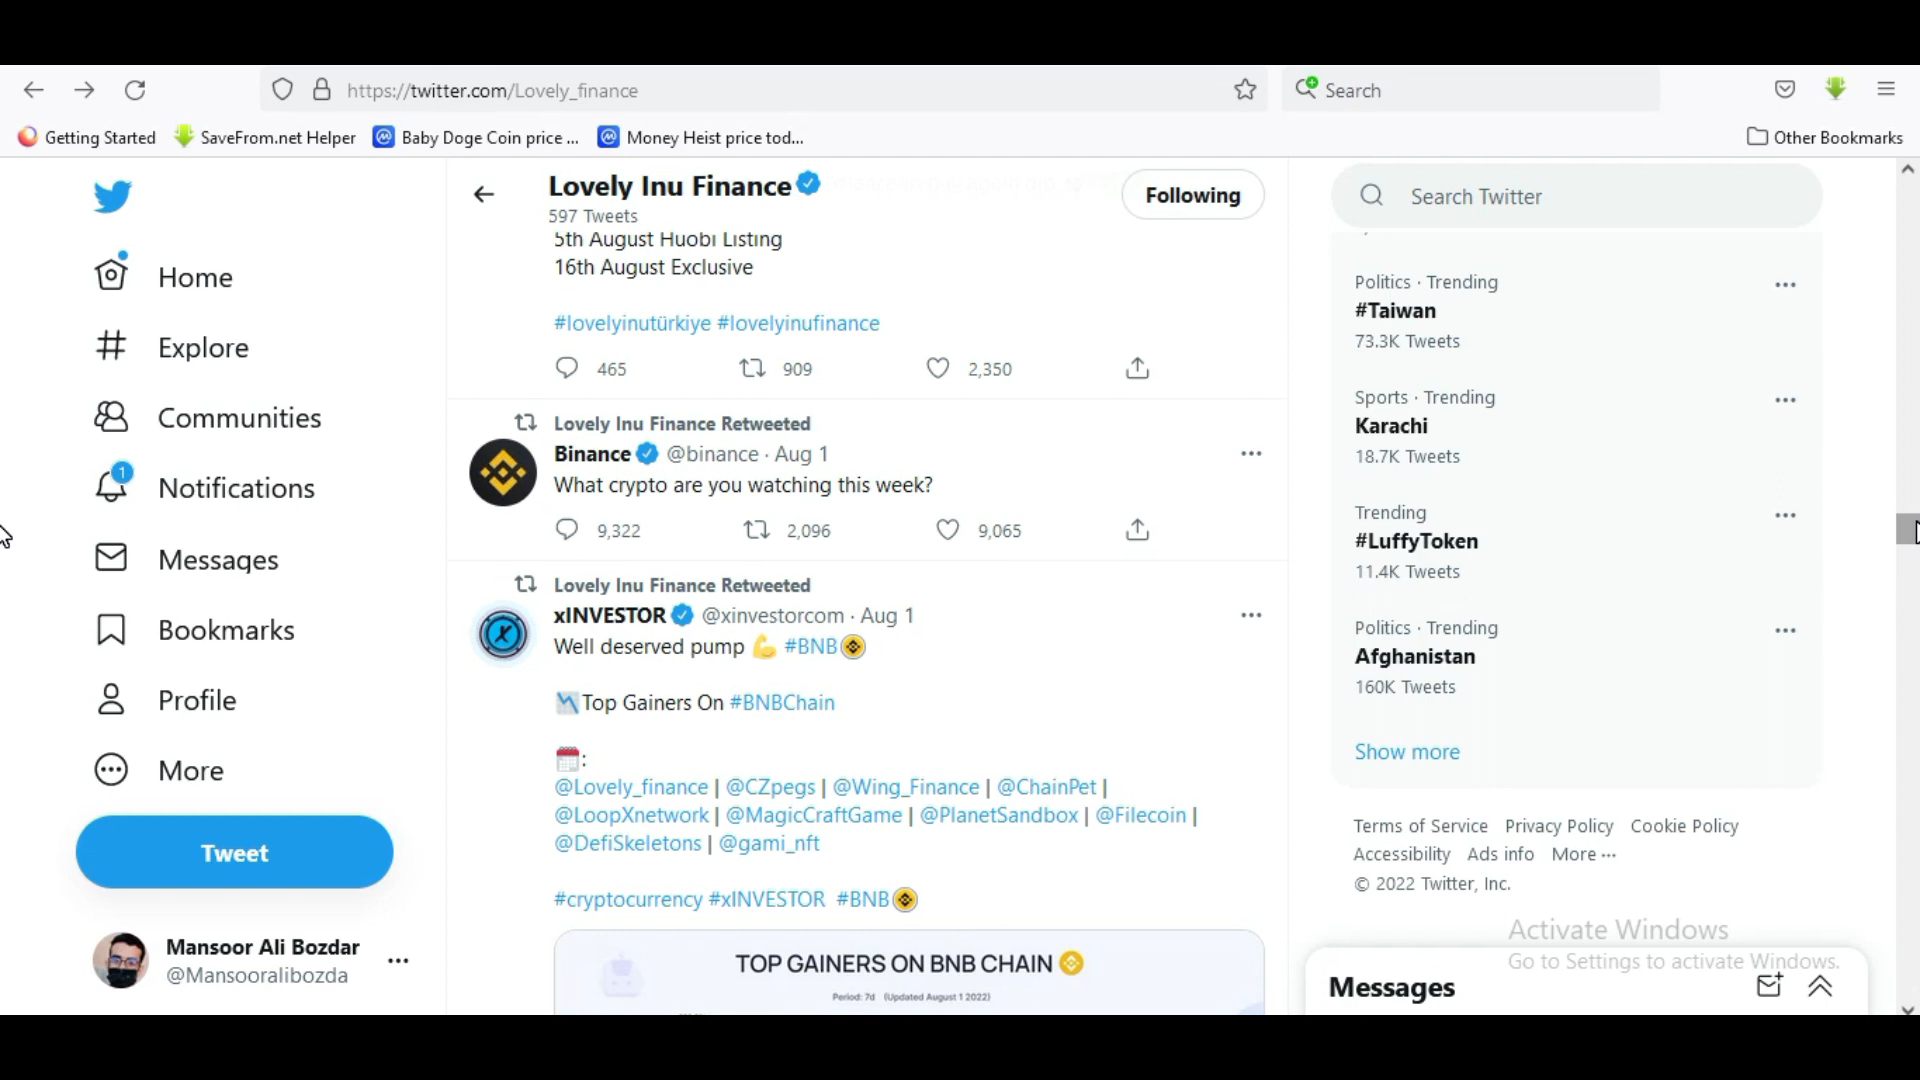 https://twitter.com/Lovely_finance
Search
Getting Started
SaveFrom.net Helper
Baby Doge Coin price ...
Money Heist price tod...
Other Bookmarks
Home
Explore
Communities
1
Notifications
Messages
Bookmarks
Profile
More
Tweet
Mansoor Ali Bozdar
@Mansooralibozda
Lovely Inu Finance
597 Tweets
Following
5th August Huobi Listing
16th August Exclusive
#lovelyinutürkiye #lovelyinufinance
465 909 2,350
Lovely Inu Finance Retweeted
Binance @binance · Aug 1
What crypto are you watching this week?
9,322 2,096 9,065
Lovely Inu Finance Retweeted
xINVESTOR @xinvestorcom · Aug 1
Well deserved pump 💪 #BNB
Top Gainers On #BNBChain
:
@Lovely_finance | @CZpegs | @Wing_Finance | @ChainPet |
@LoopXnetwork | @MagicCraftGame | @PlanetSandbox | @Filecoin |
@DefiSkeletons | @gami_nft
#cryptocurrency #xINVESTOR #BNB
TOP GAINERS ON BNB CHAIN
Period: 7d (Updated August 1 2022)
Search Twitter
Politics · Trending
#Taiwan
73.3K Tweets
Sports · Trending
Karachi
18.7K Tweets
Trending
#LuffyToken
11.4K Tweets
Politics · Trending
Afghanistan
160K Tweets
Show more
Terms of Service Privacy Policy Cookie Policy
Accessibility Ads info More ···
© 2022 Twitter, Inc.
Activate Windows
Go to Settings to activate Windows.
Messages